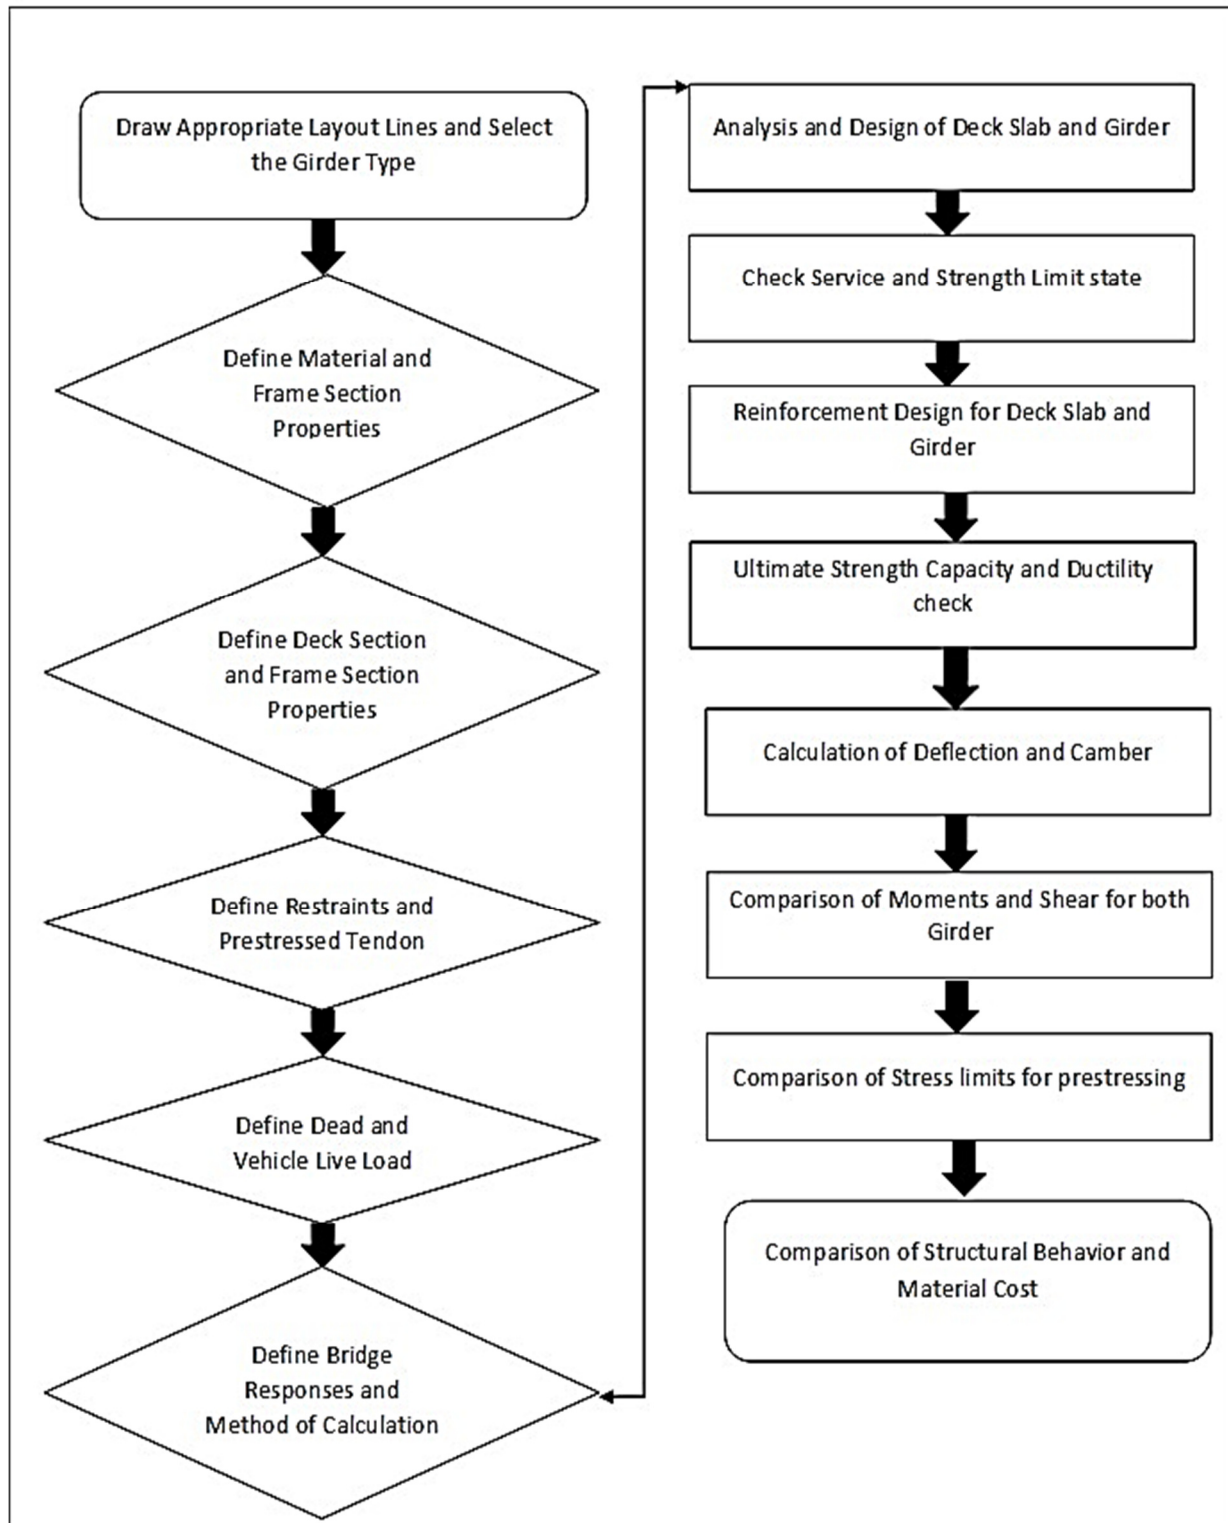 Draw Appropriate Layout Lines and Select
the Girder Type
Define Material and
Frame Section
Properties
Define Deck Section
and Frame Section
Properties
Define Restraints and
Prestressed Tendon
Define Dead and
Vehicle Live Load
Define Bridge
Responses and
Method of Calculation
Analysis and Design of Deck Slab and Girder
Check Service and Strength Limit state
Reinforcement Design for Deck Slab and
Girder
Ultimate Strength Capacity and Ductility
check
Calculation of Deflection and Camber
Comparison of Moments and Shear for both
Girder
Comparison of Stress limits for prestressing
Comparison of Structural Behavior and
Material Cost